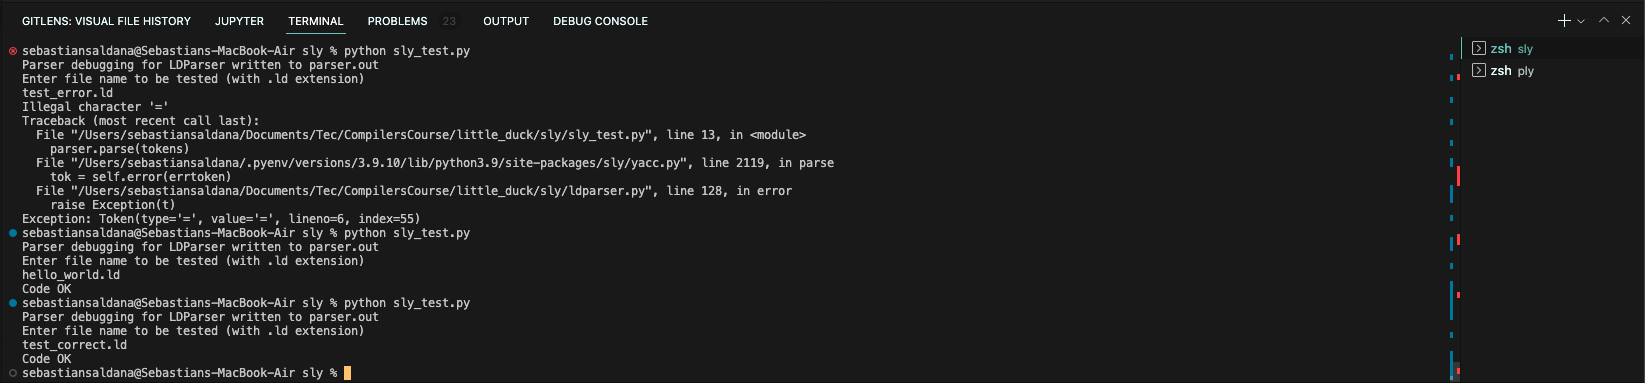 GITLENS: VISUAL FILE HISTORY JUPYTER TERMINAL PROBLEMS 23 OUTPUT DEBUG CONSOLE
sebastiansaldana@Sebastians-MacBook-Air sly % python sly_test.py
Parser debugging for LDParser written to parser.out
Enter file name to be tested (with .ld extension)
test_error.ld
Illegal character '='
Traceback (most recent call last):
  File "/Users/sebastiansaldana/Documents/Tec/CompilersCourse/little_duck/sly/sly_test.py", line 13, in <module>
    parser.parse(tokens)
  File "/Users/sebastiansaldana/.pyenv/versions/3.9.10/lib/python3.9/site-packages/sly/yacc.py", line 2119, in parse
    tok = self.error(errtoken)
  File "/Users/sebastiansaldana/Documents/Tec/CompilersCourse/little_duck/sly/ldparser.py", line 128, in error
    raise Exception(t)
Exception: Token(type='=', value='=', lineno=6, index=55)
sebastiansaldana@Sebastians-MacBook-Air sly % python sly_test.py
Parser debugging for LDParser written to parser.out
Enter file name to be tested (with .ld extension)
hello_world.ld
Code OK
sebastiansaldana@Sebastians-MacBook-Air sly % python sly_test.py
Parser debugging for LDParser written to parser.out
Enter file name to be tested (with .ld extension)
test_correct.ld
Code OK
sebastiansaldana@Sebastians-MacBook-Air sly %
zsh sly
zsh ply